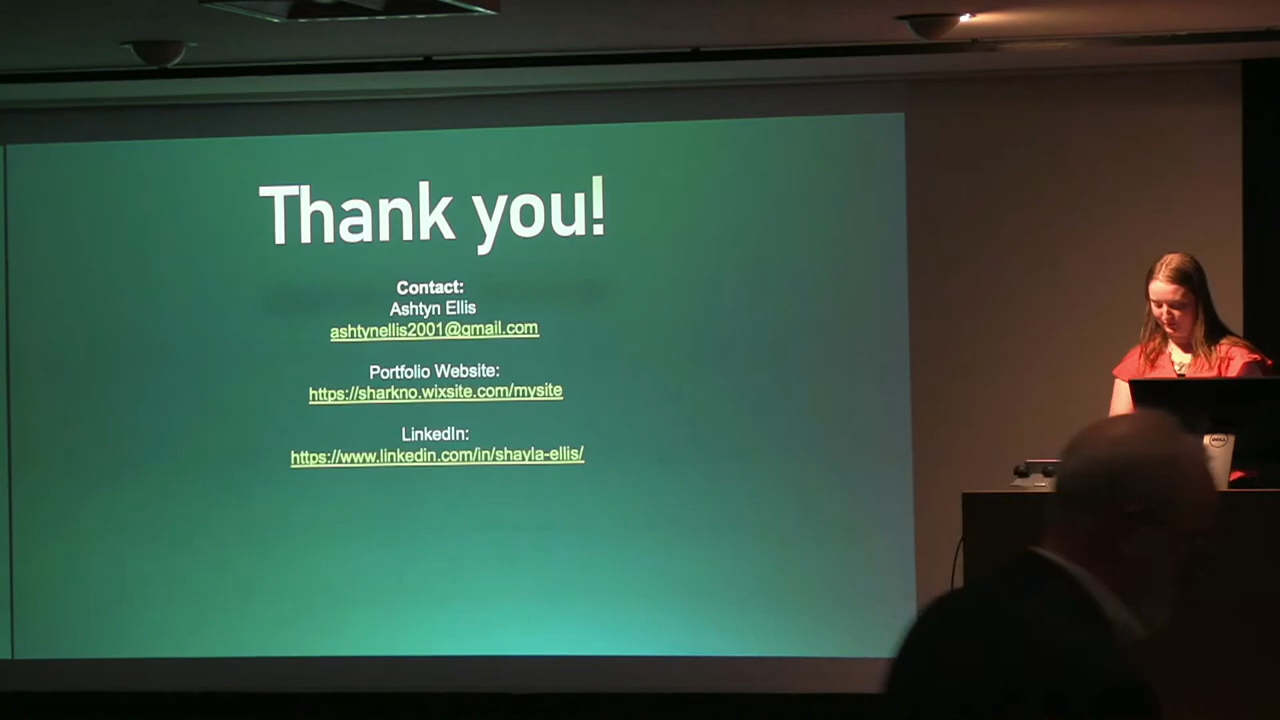 Thank you!
Contact:
Ashtyn Ellis
ashtynellis2001@gmail.com
Portfolio Website:
https://sharkno.wixsite.com/mysite
LinkedIn:
https://www.linkedin.com/in/shayla-ellis/
DELL